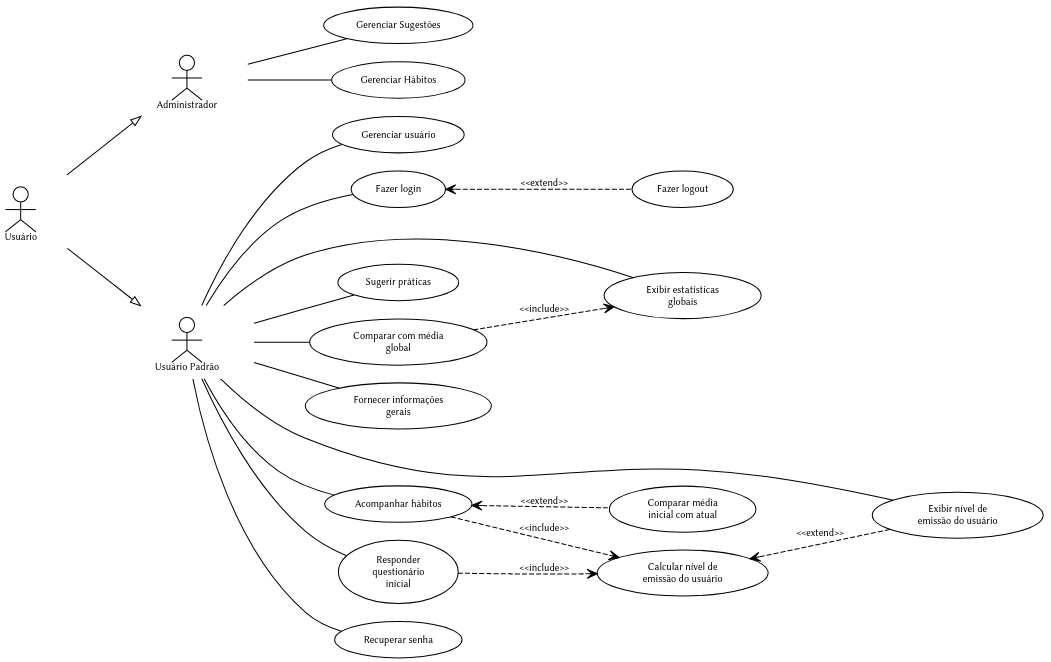 Gerenciar Sugestões
Gerenciar Hábitos
Administrador
Gerenciar usuário
Fazer login
<<extend>>
Fazer logout
Usuário
Sugerir práticas
Exibir estatísticas
globais
<<include>>
Comparar com média
global
Usuário Padrão
Fornecer informações
gerais
Acompanhar hábitos
<<extend>>
Comparar média
inicial com atual
Exibir nível de
emissão do usuário
<<include>>
<<extend>>
Responder
questionário
inicial
<<include>>
Calcular nível de
emissão do usuário
Recuperar senha